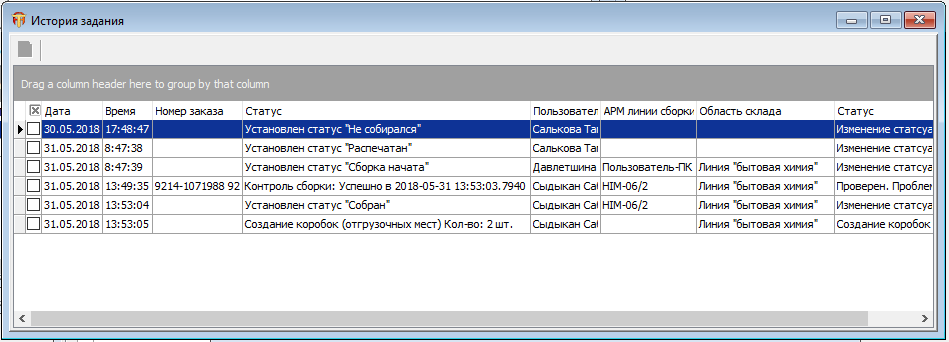 История задания
Drag a column header here to group by that column
Дата Время Номер заказа Статус Пользовател АРМ линии сборки Область склада Статус
30.05.2018 17:48:47 Установлен статус "Не собирался" Салькова Та Изменение статсуа
31.05.2018 8:47:38 Установлен статус "Распечатан" Салькова Та Изменение статсуа
31.05.2018 8:47:39 Установлен статус "Сборка начата" Давлетшина Пользователь-ПК Линия "бытовая химия" Изменение статсуа
31.05.2018 13:49:35 9214-1071988 92 Контроль сборки: Успешно в 2018-05-31 13:53:03.7940 Сыдыкан Саб HIM-06/2 Линия "бытовая химия" Проверен. Проблем
31.05.2018 13:53:04 Установлен статус "Собран" Сыдыкан Саб HIM-06/2 Линия "бытовая химия" Изменение статсуа
31.05.2018 13:53:05 Создание коробок (отгрузочных мест) Кол-во: 2 шт. Сыдыкан Саб Линия "бытовая химия" Создание коробок